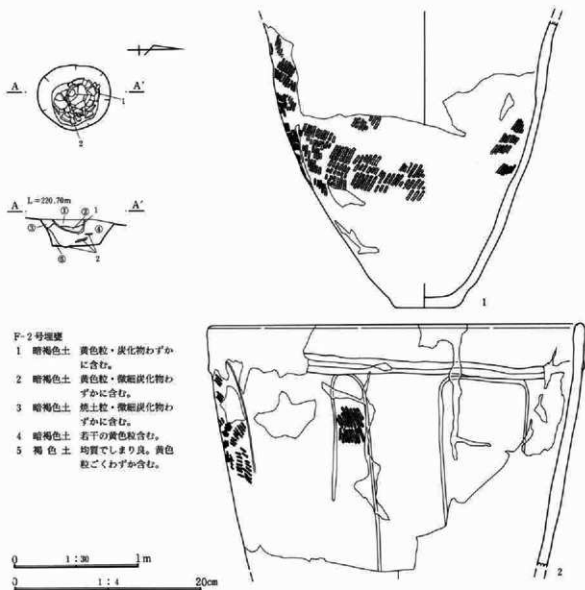 A A'
1
2
A L=220.70m A'
① ② 1
③ ④
⑤ 2
1
F-2号埋甕
1 暗褐色土 黄色粒・炭化物わずか
に含む。
2 暗褐色土 黄色粒・微細炭化物わ
ずかに含む。
3 暗褐色土 焼土粒・微細炭化物わ
ずかに含む。
4 暗褐色土 若干の黄色粒含む。
5 褐色土 均質でしまり良。黄色
粒ごくわずか含む。
0 1:30 1m
0 1:4 20cm
2